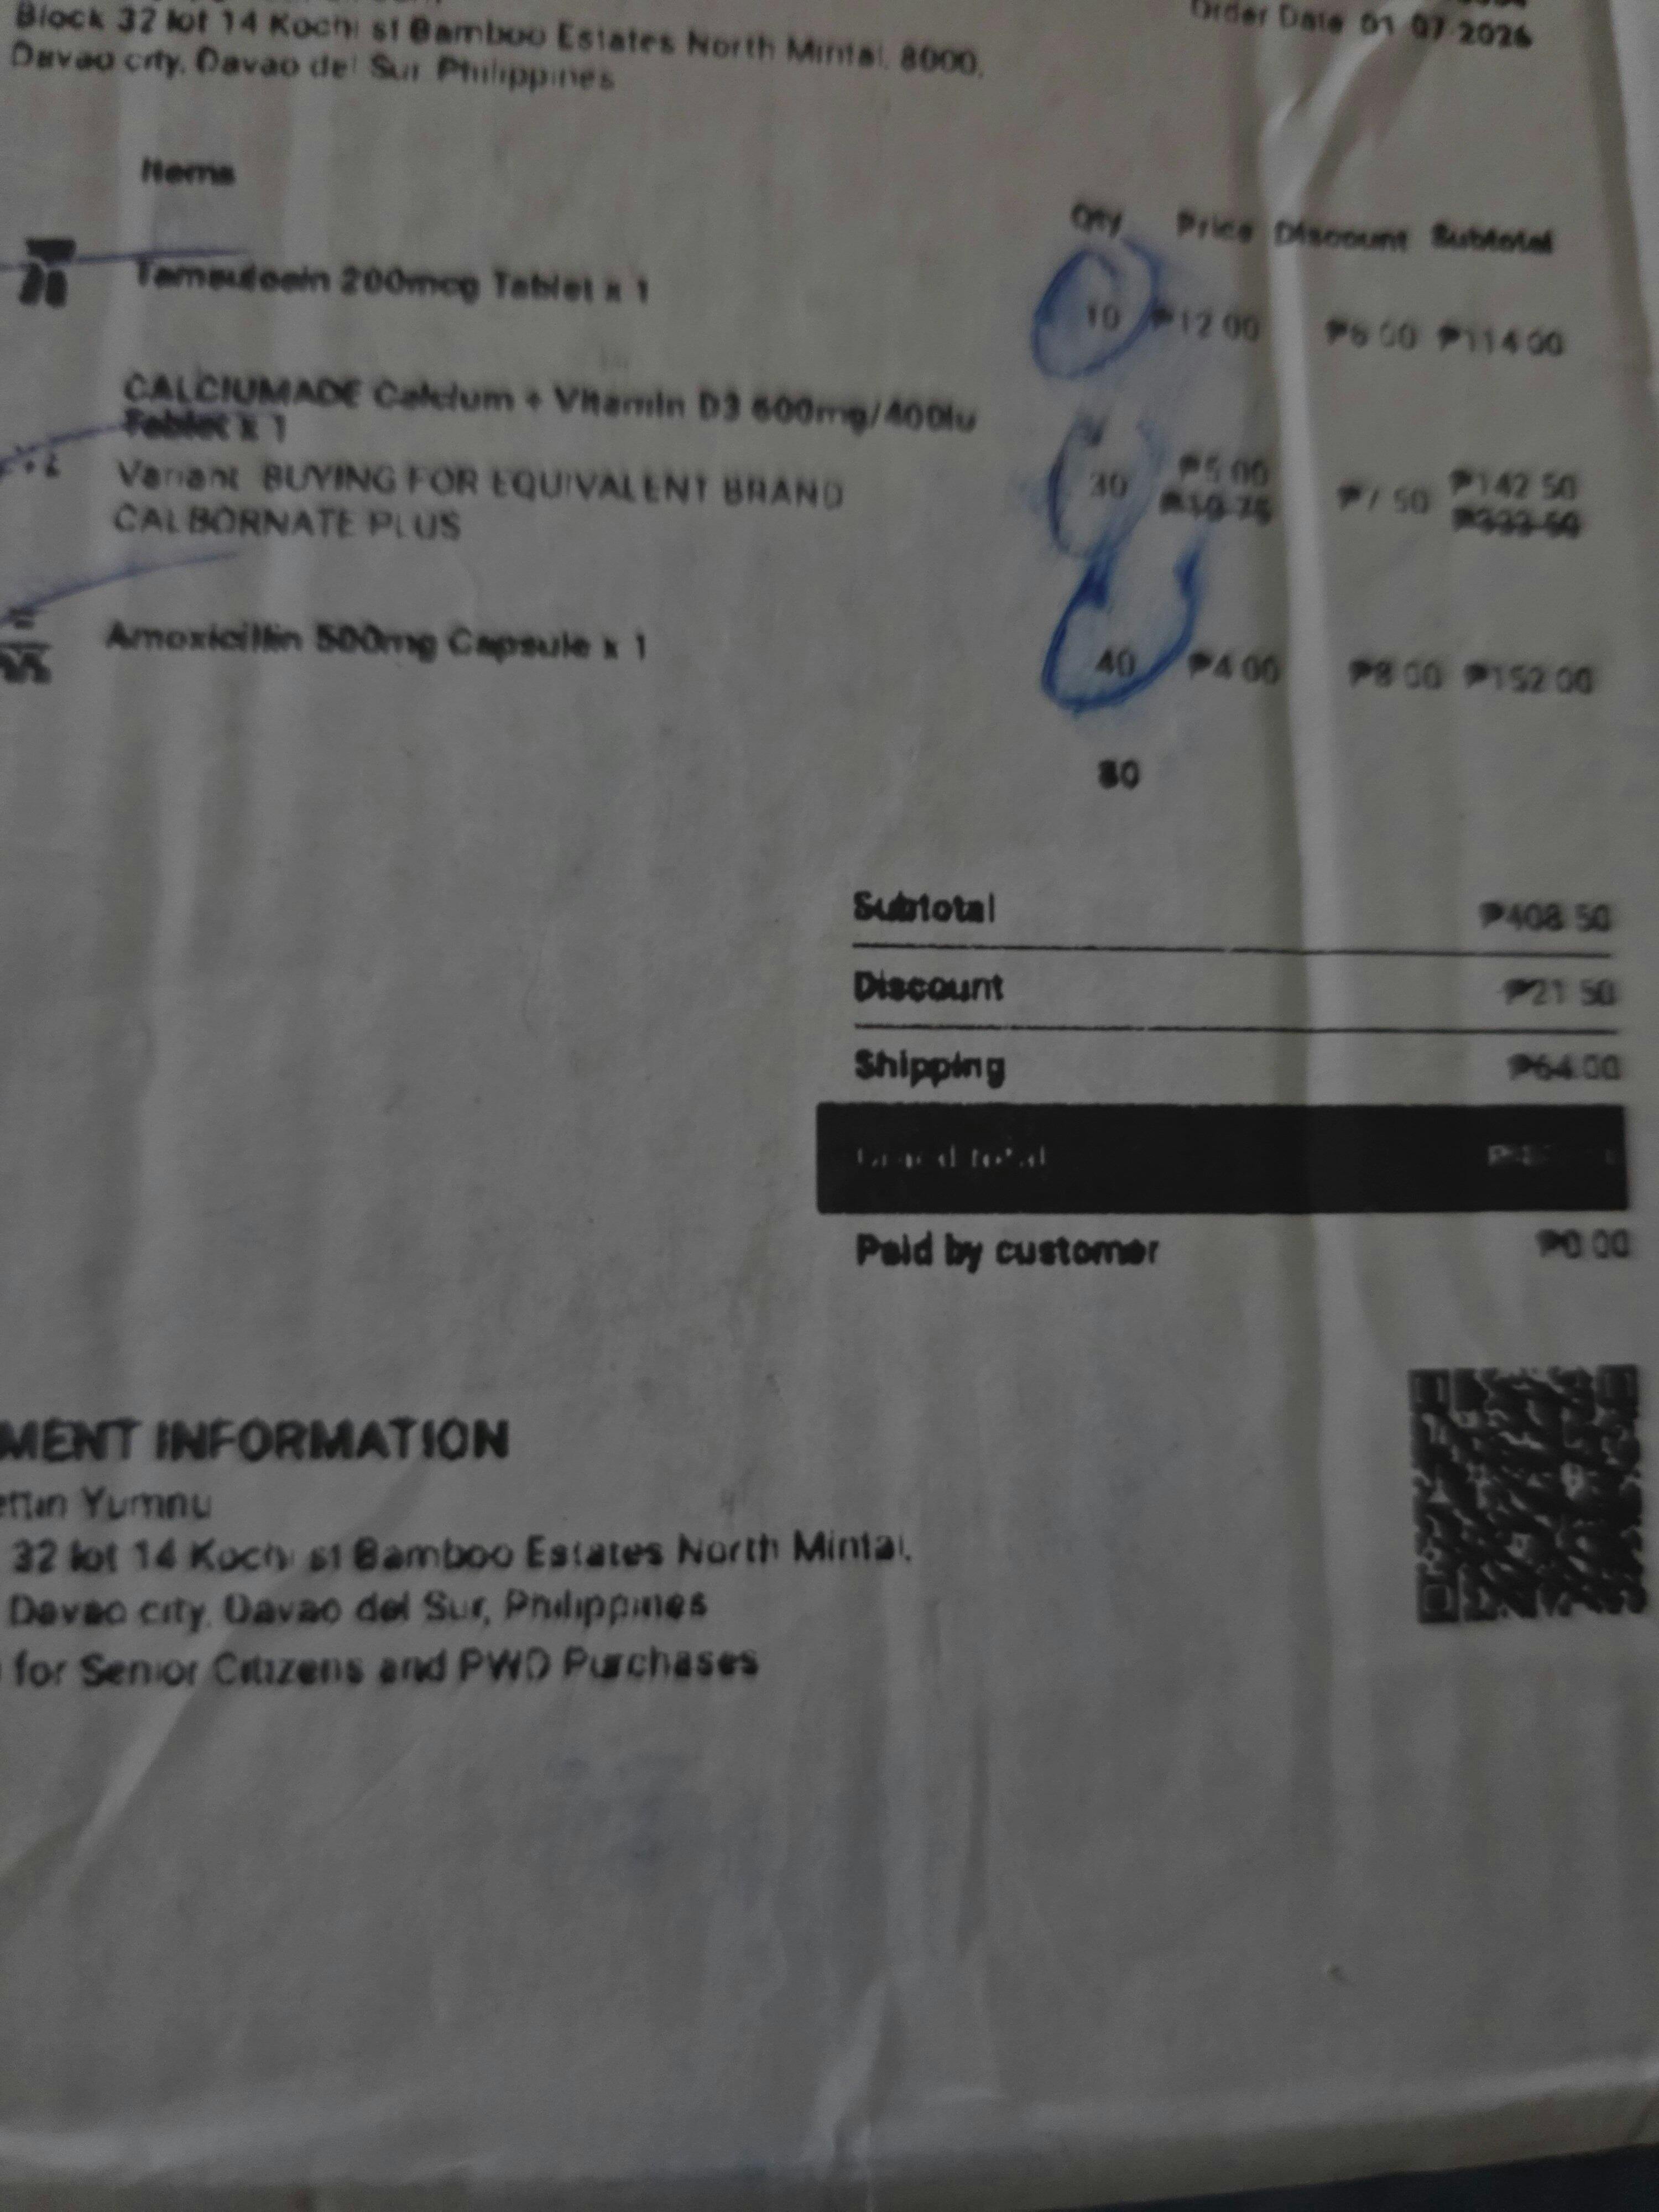 Block 32 lot 14 Kochi st Bamboo Estates North Mintal, 8000,
Davao city, Davao del Sur Philippines
Order Date 01 07 2026
Items
Qty Price Discount Subtotal
Tamsulosin 200mcg Tablet x 1
10 ₱12.00 ₱6.00 ₱114.00
CALCIUMADE Calcium + Vitamin D3 600mg/400iu
Tablet x 1
Variant BUYING FOR EQUIVALENT BRAND
CALBORNATE PLUS
30 ₱5.00 ₱7.50 ₱142.50
₱10.75
Amoxicillin 500mg Capsule x 1
40 ₱4.00 ₱8.00 ₱152.00
80
Subtotal ₱408.50
Discount ₱21.50
Shipping ₱64.00
Grand total
Paid by customer ₱0.00
MENT INFORMATION
Yumnu
32 lot 14 Kochi st Bamboo Estates North Mintal,
Davao city, Davao del Sur, Philippines
for Senior Citizens and PWD Purchases